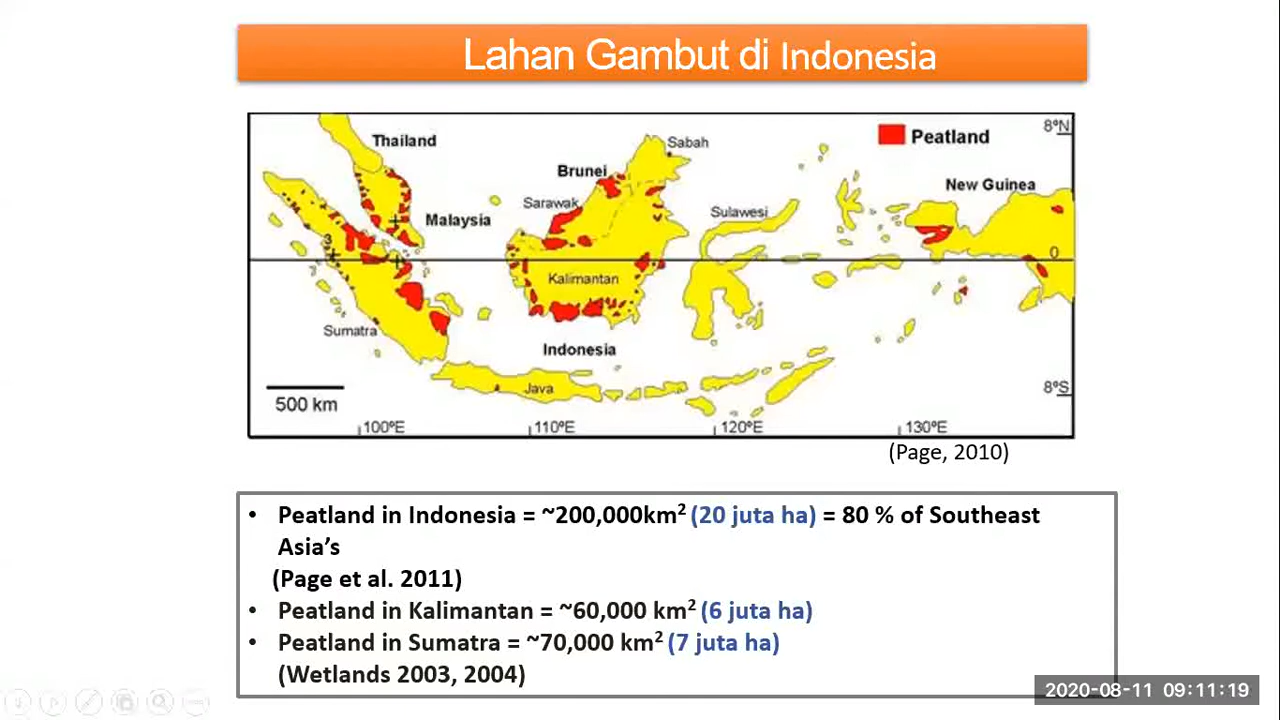 Lahan Gambut di Indonesia
Thailand
Sabah
Peatland
8ºN
Brunei
New Guinea
Sarawak
Malaysia
Sulawesi
3
0
Kalimantan
Sumatra
Indonesia
Java
8ºS
500 km
100ºE
110ºE
120ºE
130ºE
(Page, 2010)
• Peatland in Indonesia = ~200,000km² (20 juta ha) = 80 % of Southeast
Asia’s
(Page et al. 2011)
• Peatland in Kalimantan = ~60,000 km² (6 juta ha)
• Peatland in Sumatra = ~70,000 km² (7 juta ha)
(Wetlands 2003, 2004)
2020-08-11 09:11:19